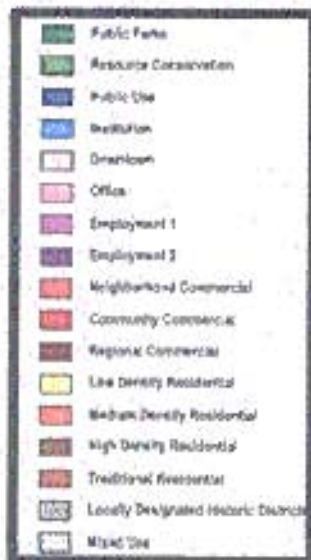 Public Parks
Resource Conservation
Public Use
Institution
Downtown
Office
Employment 1
Employment 2
Neighborhood Commercial
Community Commercial
Regional Commercial
Low Density Residential
Medium Density Residential
High Density Residential
Traditional Residential
Locally Designated Historic Districts
Mixed Use